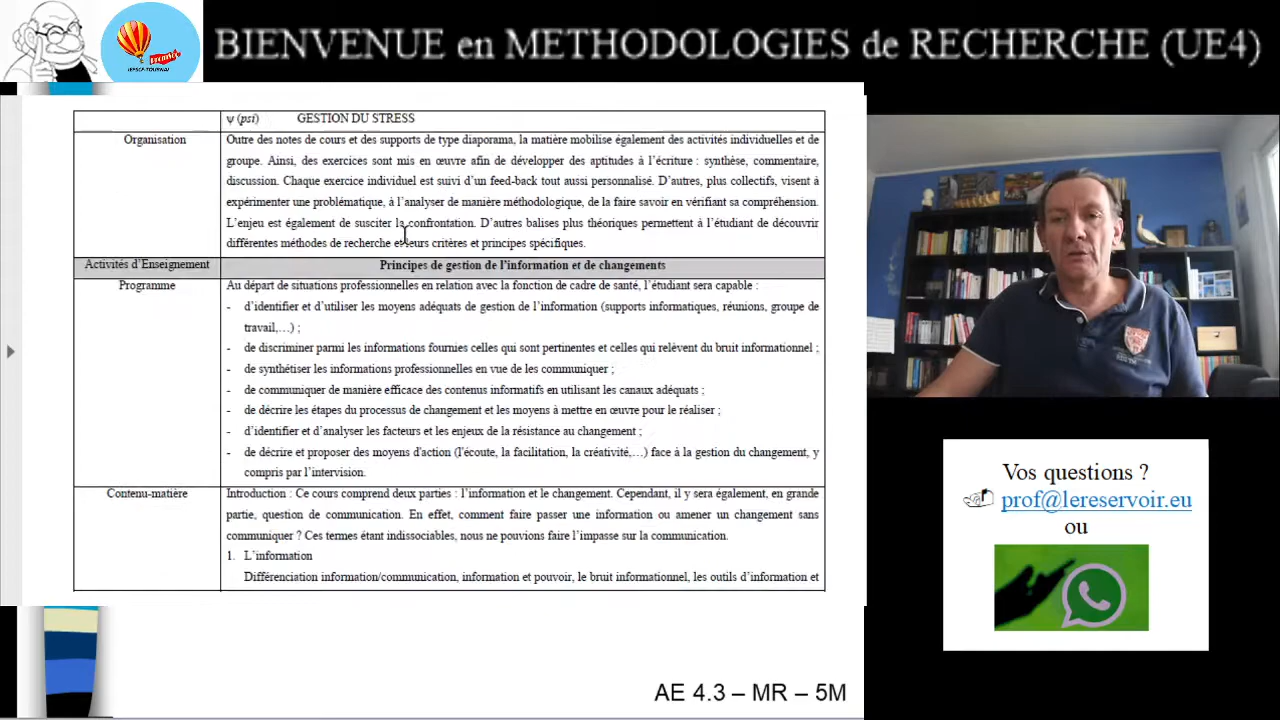 BIENVENUE en METHODOLOGIES de RECHERCHE (UE4)
IEPSCF-TOURNAI
ψ (psi) GESTION DU STRESS
Organisation
Outre des notes de cours et des supports de type diaporama, la matière mobilise également des activités individuelles et de
groupe. Ainsi, des exercices sont mis en œuvre afin de développer des aptitudes à l’écriture : synthèse, commentaire,
discussion. Chaque exercice individuel est suivi d’un feed-back tout aussi personnalisé. D’autres, plus collectifs, visent à
expérimenter une problématique, à l’analyser de manière méthodologique, de la faire savoir en vérifiant sa compréhension.
L’enjeu est également de susciter la confrontation. D’autres balises plus théoriques permettent à l’étudiant de découvrir
différentes méthodes de recherche et leurs critères et principes spécifiques.
Activités d’Enseignement
Principes de gestion de l’information et de changements
Programme
Au départ de situations professionnelles en relation avec la fonction de cadre de santé, l’étudiant sera capable :
- d’identifier et d’utiliser les moyens adéquats de gestion de l’information (supports informatiques, réunions, groupe de
travail,…) ;
- de discriminer parmi les informations fournies celles qui sont pertinentes et celles qui relèvent du bruit informationnel ;
- de synthétiser les informations professionnelles en vue de les communiquer ;
- de communiquer de manière efficace des contenus informatifs en utilisant les canaux adéquats ;
- de décrire les étapes du processus de changement et les moyens à mettre en œuvre pour le réaliser ;
- d’identifier et d’analyser les facteurs et les enjeux de la résistance au changement ;
- de décrire et proposer des moyens d'action (l'écoute, la facilitation, la créativité,…) face à la gestion du changement, y
compris par l’intervision.
Contenu-matière
Introduction : Ce cours comprend deux parties : l’information et le changement. Cependant, il y sera également, en grande
partie, question de communication. En effet, comment faire passer une information ou amener un changement sans
communiquer ? Ces termes étant indissociables, nous ne pouvions faire l’impasse sur la communication.
1. L’information
Différenciation information/communication, information et pouvoir, le bruit informationnel, les outils d’information et
AE 4.3 – MR – 5M
Vos questions ?
prof@lereservoir.eu
ou